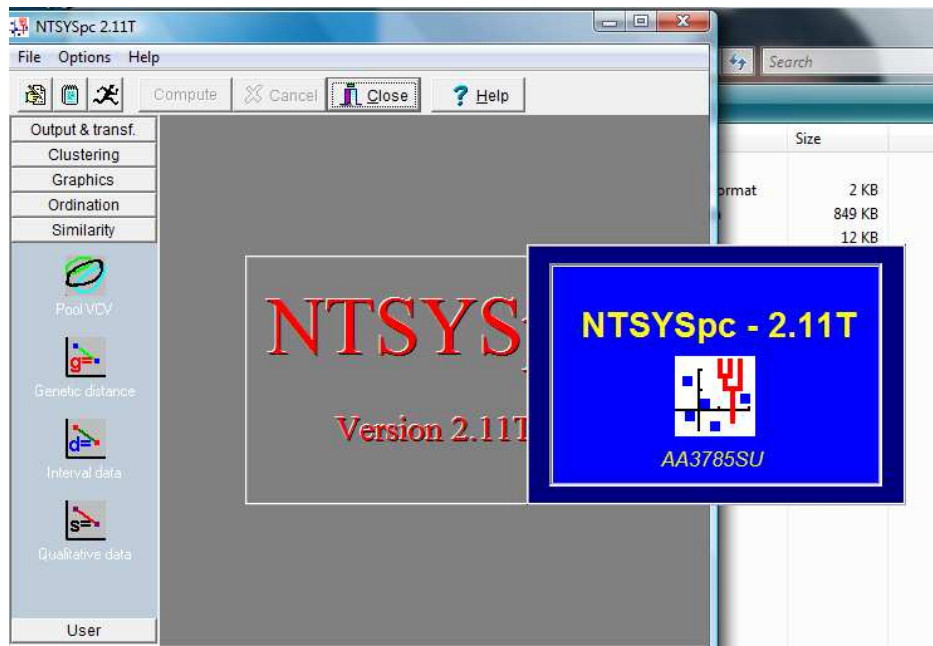 NTSYSpc 2.11T
File Options Help
Search
Compute Cancel Close ? Help
Output & transf.
Size
Clustering
Graphics
Ordination
Similarity
ormat 2 KB
849 KB
12 KB
Pool VCV
g=
Genetic distance
d=
Interval data
s=
Qualitative data
User
NTSYS
Version 2.11T
NTSYSpc - 2.11T
AA3785SU